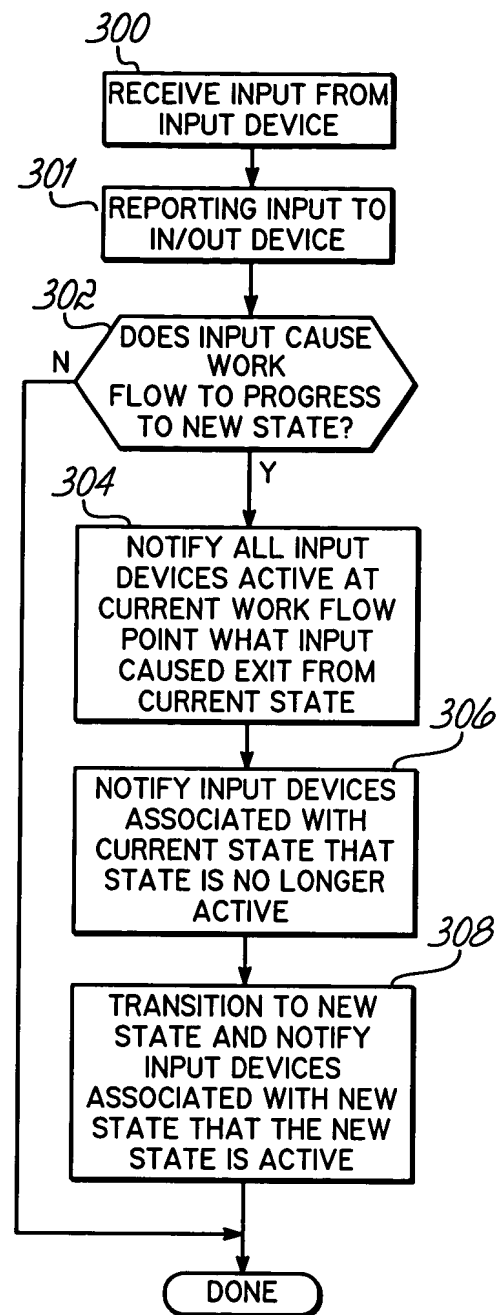 300
RECEIVE INPUT FROM
INPUT DEVICE
301
REPORTING INPUT TO
IN/OUT DEVICE
302
DOES INPUT CAUSE
WORK
FLOW TO PROGRESS
TO NEW STATE?
N
Y
304
NOTIFY ALL INPUT
DEVICES ACTIVE AT
CURRENT WORK FLOW
POINT WHAT INPUT
CAUSED EXIT FROM
CURRENT STATE
306
NOTIFY INPUT DEVICES
ASSOCIATED WITH
CURRENT STATE THAT
STATE IS NO LONGER
ACTIVE
308
TRANSITION TO NEW
STATE AND NOTIFY
INPUT DEVICES
ASSOCIATED WITH NEW
STATE THAT THE NEW
STATE IS ACTIVE
DONE